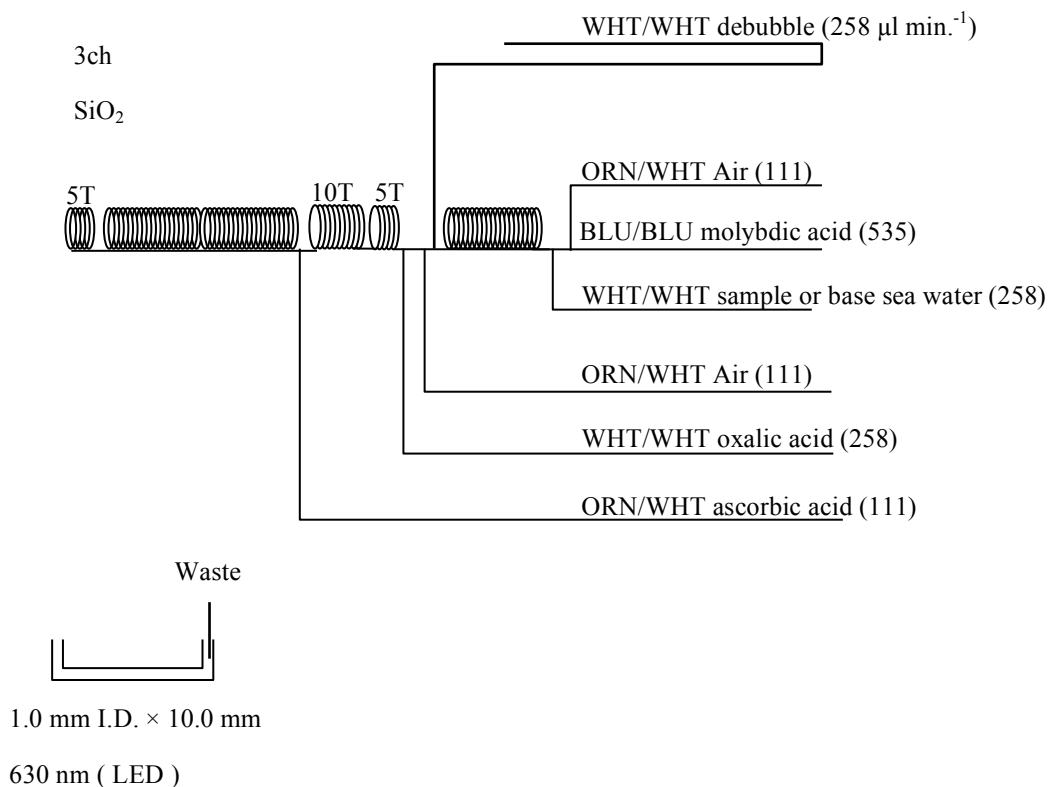 WHT/WHT debubble (258 μl min.⁻¹)
3ch
SiO₂
ORN/WHT Air (111)
5T
10T
5T
BLU/BLU molybdic acid (535)
WHT/WHT sample or base sea water (258)
ORN/WHT Air (111)
WHT/WHT oxalic acid (258)
ORN/WHT ascorbic acid (111)
Waste
1.0 mm I.D. × 10.0 mm
630 nm ( LED )